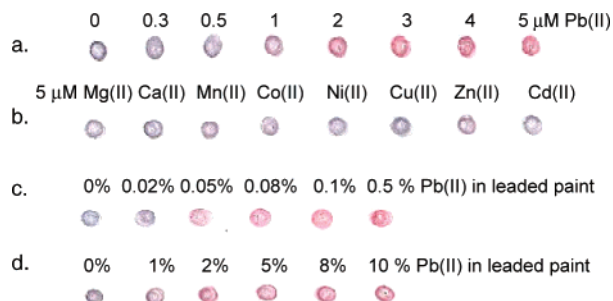 a. 0 0.3 0.5 1 2 3 4 5 μM Pb(II)
b. 5 μM Mg(II) Ca(II) Mn(II) Co(II) Ni(II) Cu(II) Zn(II) Cd(II)
c. 0% 0.02% 0.05% 0.08% 0.1% 0.5 % Pb(II) in leaded paint
d. 0% 1% 2% 5% 8% 10 % Pb(II) in leaded paint